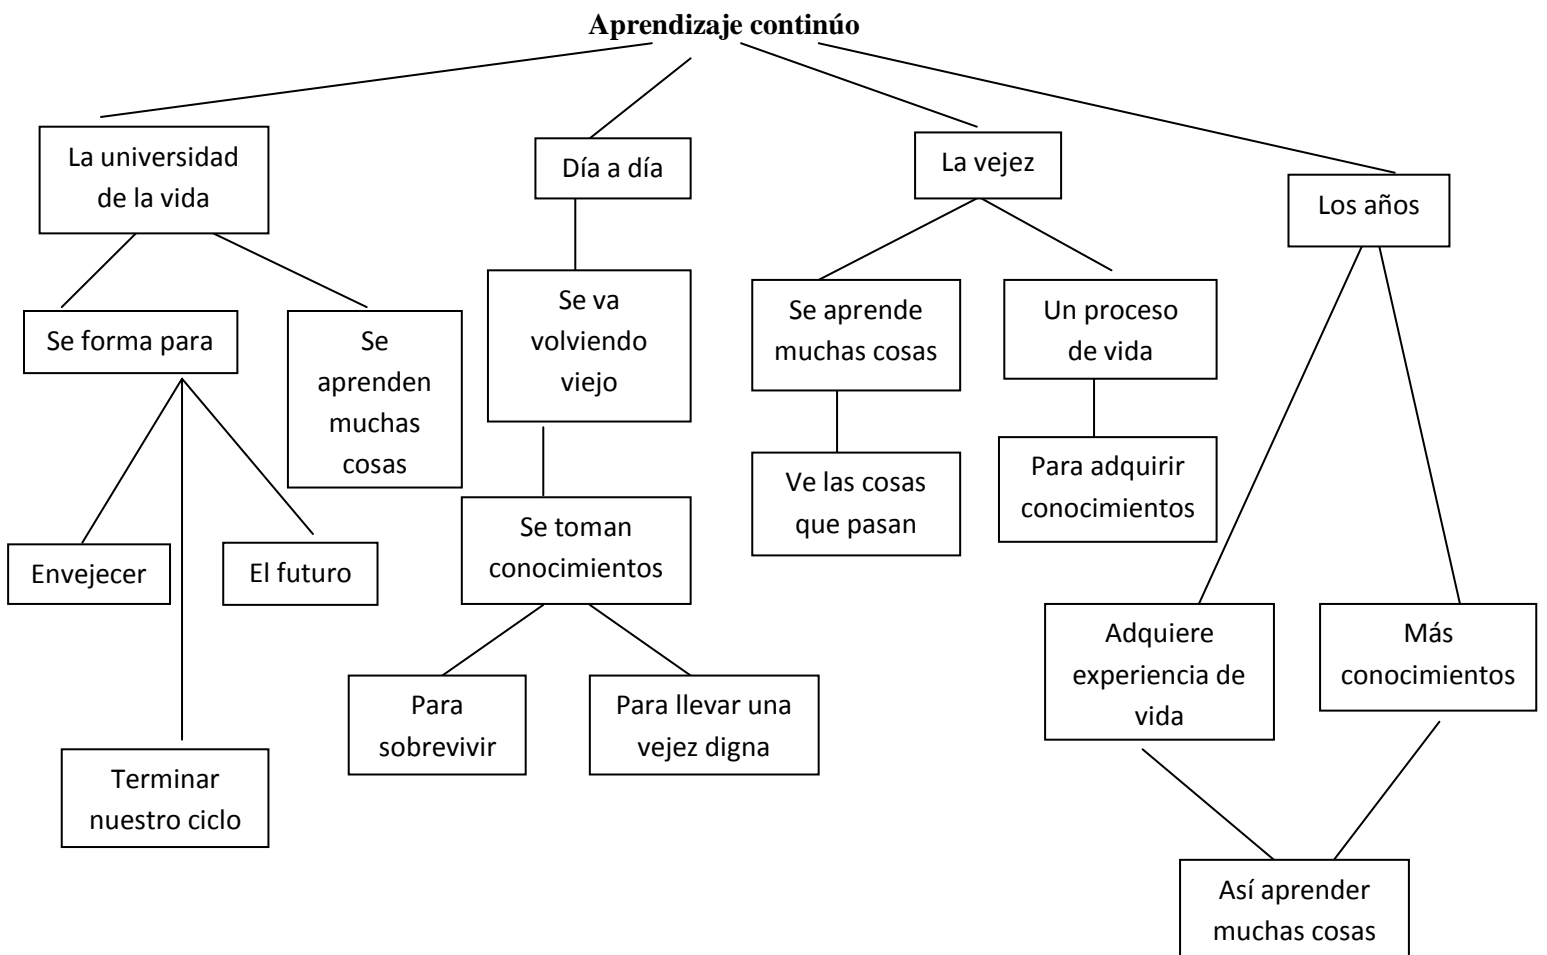 Aprendizaje continúo
La universidad
de la vida
Día a día
La vejez
Los años
Se forma para
Se
aprenden
muchas
cosas
Se va
volviendo
viejo
Se aprende
muchas cosas
Un proceso
de vida
Ve las cosas
que pasan
Para adquirir
conocimientos
Se toman
conocimientos
Envejecer
El futuro
Adquiere
experiencia de
vida
Más
conocimientos
Para
sobrevivir
Para llevar una
vejez digna
Terminar
nuestro ciclo
Así aprender
muchas cosas